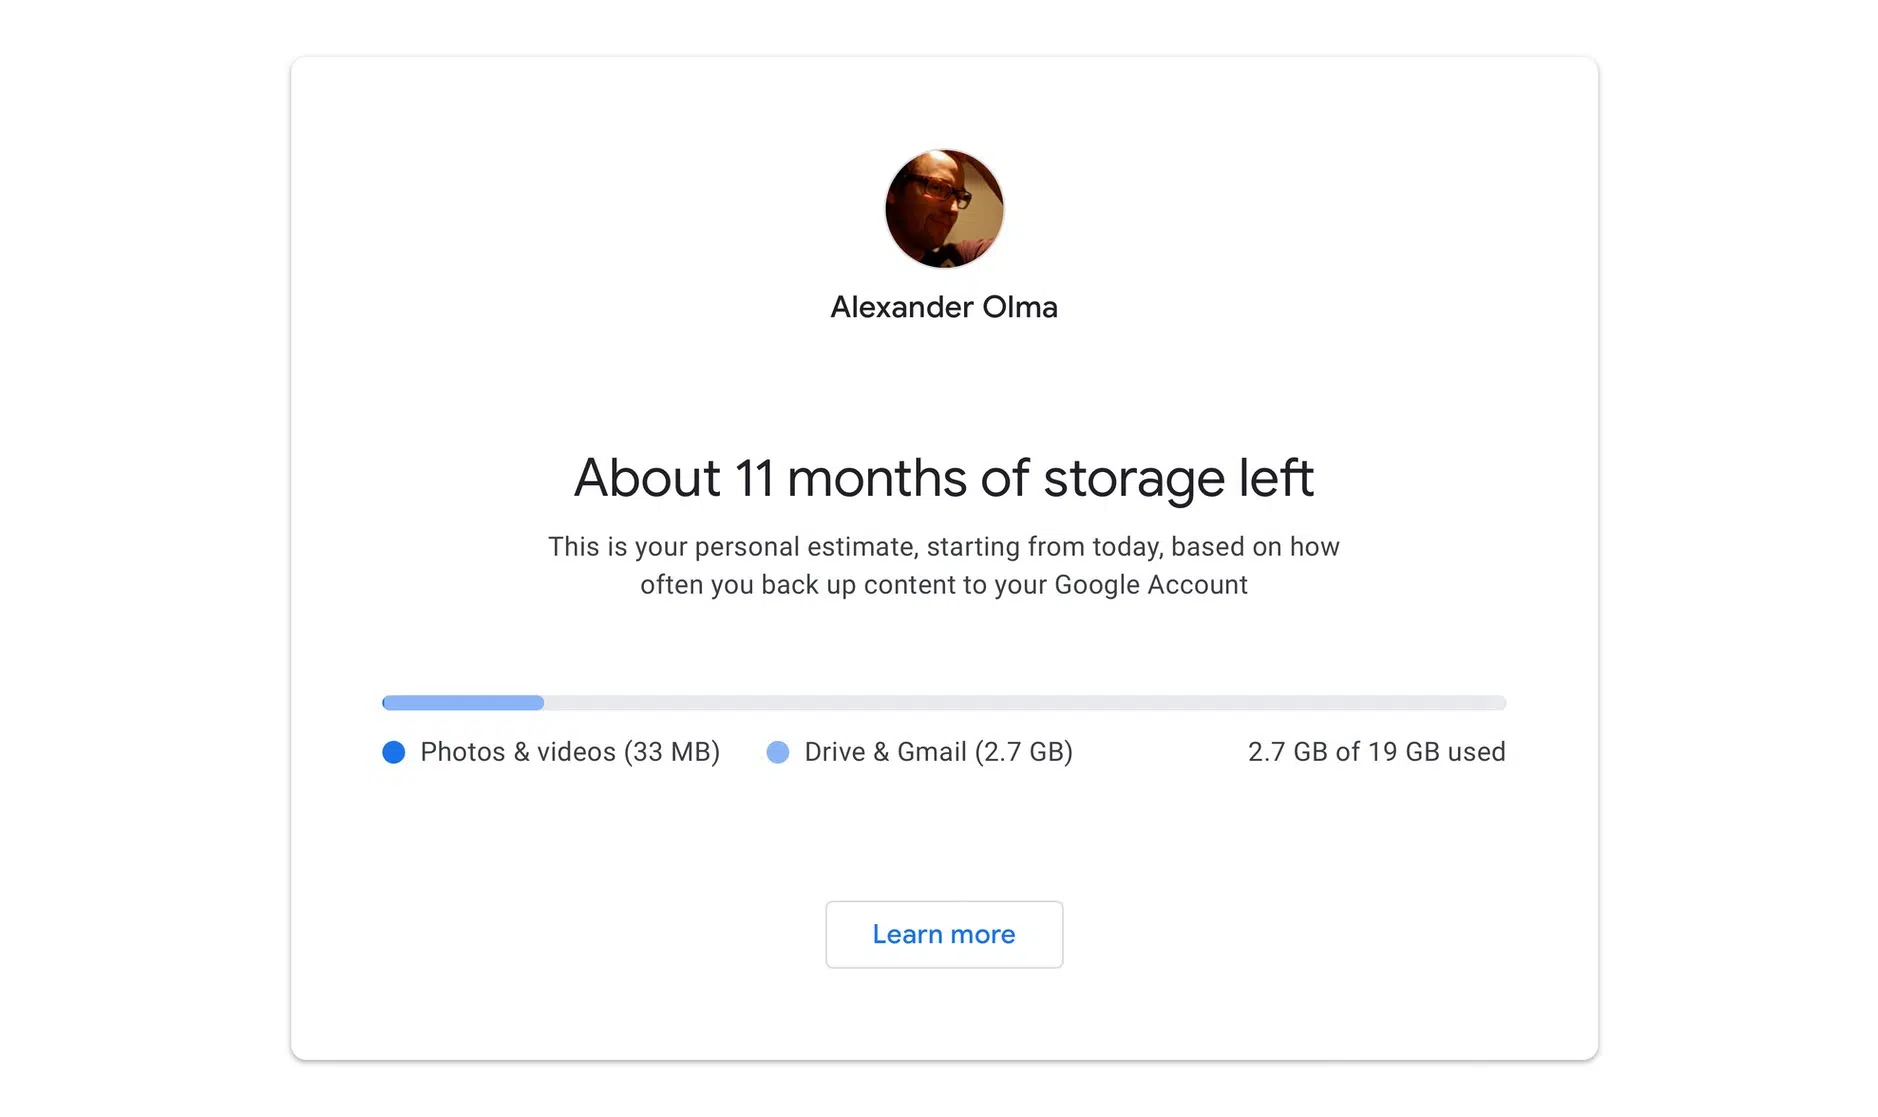 Alexander Olma
About 11 months of storage left
This is your personal estimate, starting from today, based on how
often you back up content to your Google Account
Photos & videos (33 MB) Drive & Gmail (2.7 GB) 2.7 GB of 19 GB used
Learn more